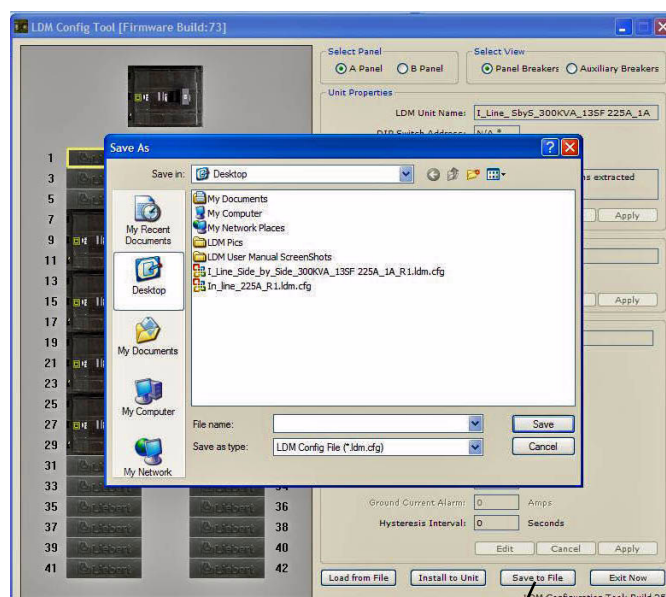 LDM Config Tool [Firmware Build:73]
Select Panel
A Panel
B Panel
Select View
Panel Breakers
Auxiliary Breakers
Unit Properties
LDM Unit Name:
I_Line_SbyS_300KVA_13SF 225A_1A
DIP Switch Address:
N/A *
Save As
Save in:
Desktop
My Recent
Documents
Desktop
My Documents
My Computer
My Network
My Documents
My Computer
My Network Places
LDM Pics
LDM User Manual ScreenShots
I_Line_Side_by_Side_300KVA_13SF 225A_1A_R1.ldm.cfg
In_line_225A_R1.ldm.cfg
File name:
Save
Save as type:
LDM Config File (*.ldm.cfg)
Cancel
extracted
Apply
Apply
1
3
5
7
9
11
13
15
17
19
21
23
25
27
29
31
33
34
35
36
37
38
39
40
41
42
Ground Current Alarm:
0
Amps
Hysteresis Interval:
0
Seconds
Edit
Cancel
Apply
Load from File
Install to Unit
Save to File
Exit Now